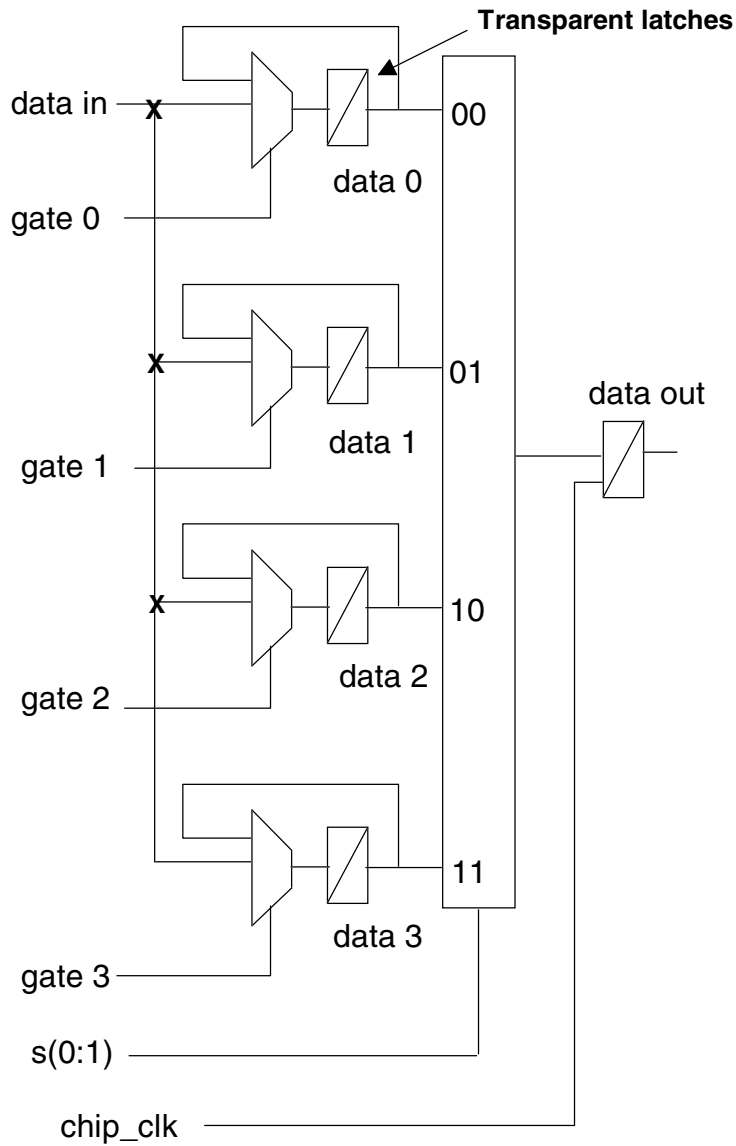 Transparent latches
data in
X
00
data 0
gate 0
X
01
data out
data 1
gate 1
X
10
data 2
gate 2
11
data 3
gate 3
s(0:1)
chip_clk